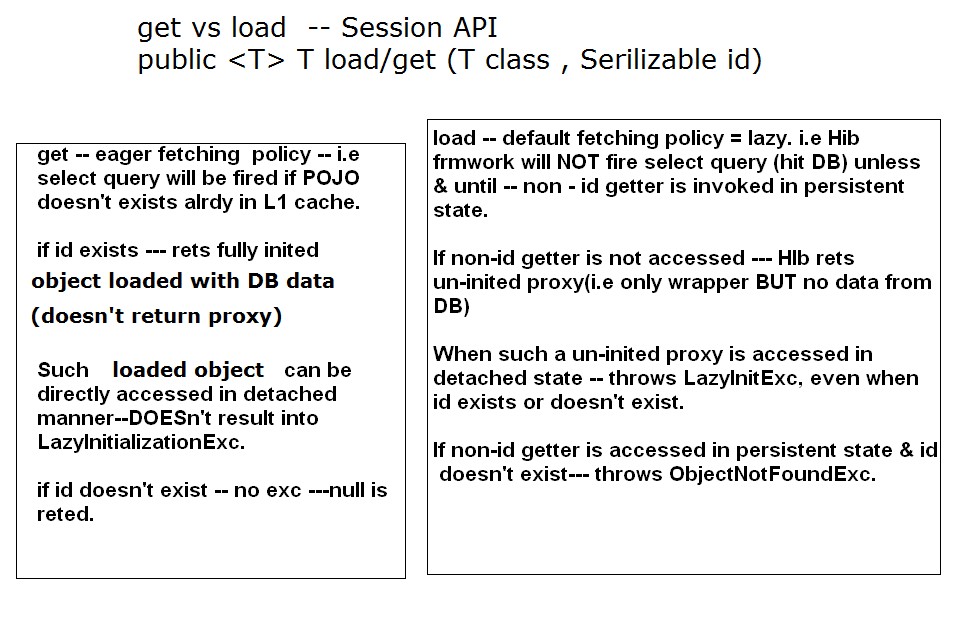 get vs load  -- Session API
public <T> T load/get (T class , Serilizable id)
get -- eager fetching  policy -- i.e
select query will be fired if POJO
doesn't exists alrdy in L1 cache.
if id exists --- rets fully inited
object loaded with DB data
(doesn't return proxy)
Such   loaded object   can be
directly accessed in detached
manner--DOESn't result into
LazyInitializationExc.
if id doesn't exist -- no exc ---null is
reted.
load -- default fetching policy = lazy. i.e Hib
frmwork will NOT fire select query (hit DB) unless
& until -- non - id getter is invoked in persistent
state.
If non-id getter is not accessed --- HIb rets
un-inited proxy(i.e only wrapper BUT no data from
DB)
When such a un-inited proxy is accessed in
detached state -- throws LazyInitExc, even when
id exists or doesn't exist.
If non-id getter is accessed in persistent state & id
doesn't exist--- throws ObjectNotFoundExc.